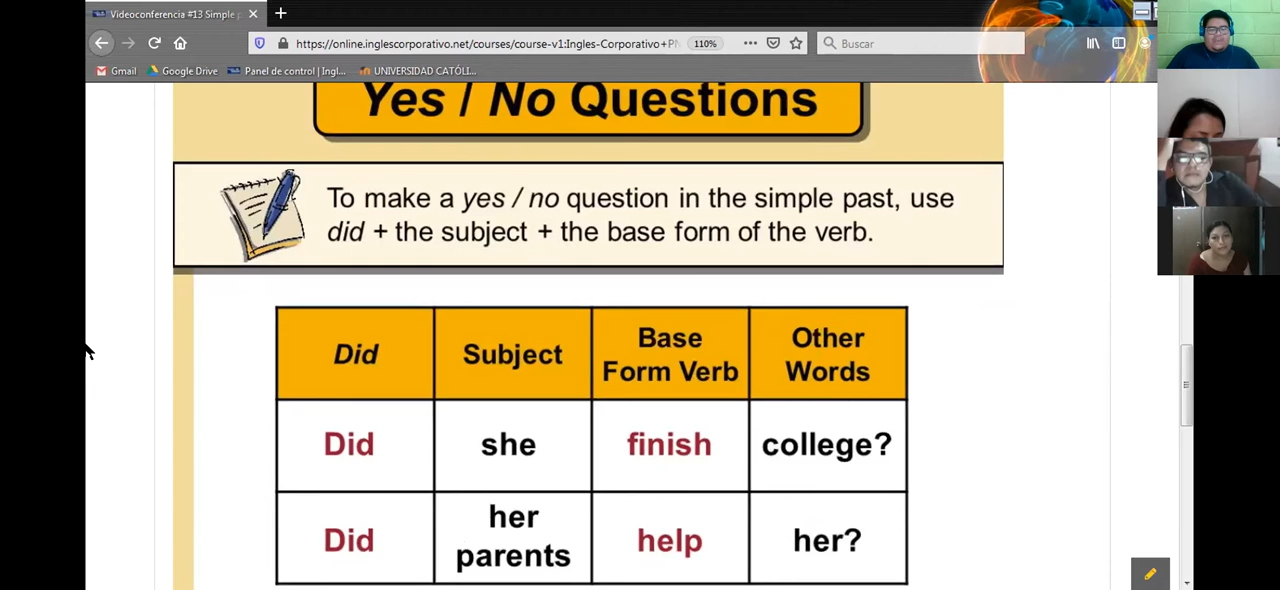 Videoconferencia #13 Simple p
https://online.inglescorporativo.net/courses/course-v1:Ingles-Corporativo+PN
110%
Buscar
Gmail
Google Drive
Panel de control | Ingl...
UNIVERSIDAD CATÓLI...
Yes / No Questions
To make a yes / no question in the simple past, use
did + the subject + the base form of the verb.
Did
Subject
Base
Form Verb
Other
Words
Did
she
finish
college?
Did
her
parents
help
her?